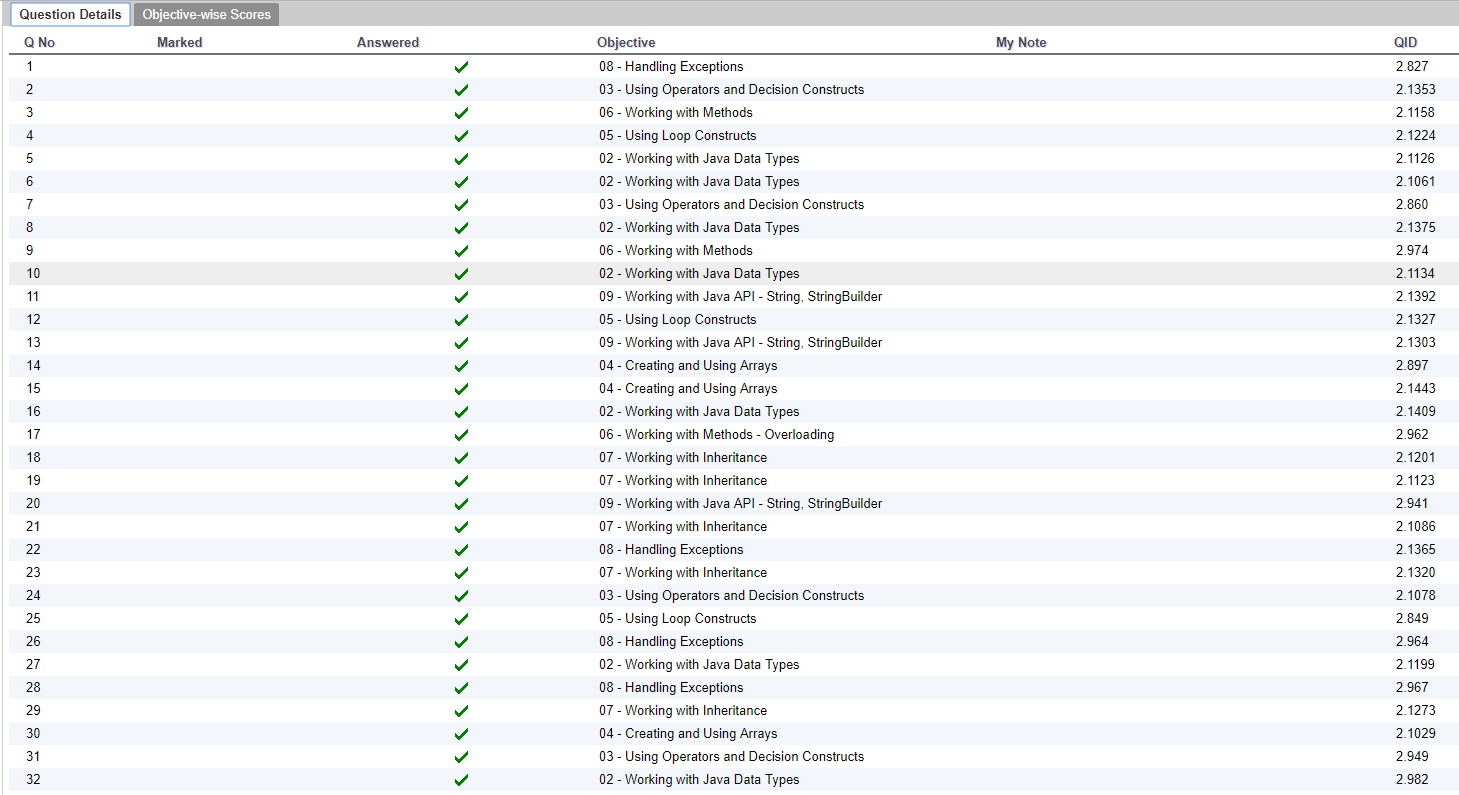 Question Details Objective-wise Scores
Q No Marked Answered Objective My Note QID
1 08 - Handling Exceptions 2.827
2 03 - Using Operators and Decision Constructs 2.1353
3 06 - Working with Methods 2.1158
4 05 - Using Loop Constructs 2.1224
5 02 - Working with Java Data Types 2.1126
6 02 - Working with Java Data Types 2.1061
7 03 - Using Operators and Decision Constructs 2.860
8 02 - Working with Java Data Types 2.1375
9 06 - Working with Methods 2.974
10 02 - Working with Java Data Types 2.1134
11 09 - Working with Java API - String, StringBuilder 2.1392
12 05 - Using Loop Constructs 2.1327
13 09 - Working with Java API - String, StringBuilder 2.1303
14 04 - Creating and Using Arrays 2.897
15 04 - Creating and Using Arrays 2.1443
16 02 - Working with Java Data Types 2.1409
17 06 - Working with Methods - Overloading 2.962
18 07 - Working with Inheritance 2.1201
19 07 - Working with Inheritance 2.1123
20 09 - Working with Java API - String, StringBuilder 2.941
21 07 - Working with Inheritance 2.1086
22 08 - Handling Exceptions 2.1365
23 07 - Working with Inheritance 2.1320
24 03 - Using Operators and Decision Constructs 2.1078
25 05 - Using Loop Constructs 2.849
26 08 - Handling Exceptions 2.964
27 02 - Working with Java Data Types 2.1199
28 08 - Handling Exceptions 2.967
29 07 - Working with Inheritance 2.1273
30 04 - Creating and Using Arrays 2.1029
31 03 - Using Operators and Decision Constructs 2.949
32 02 - Working with Java Data Types 2.982